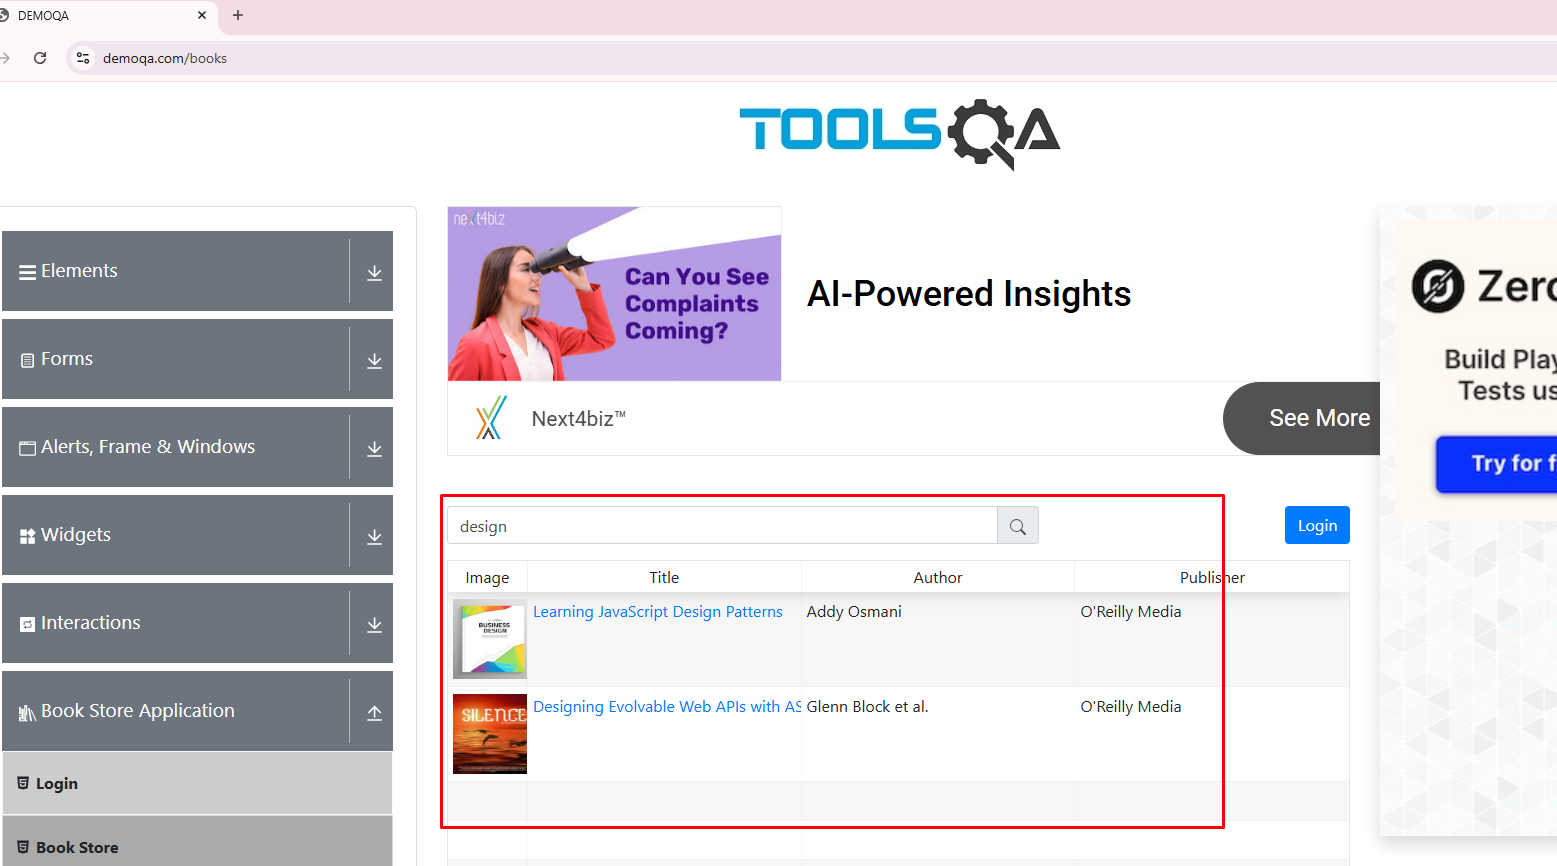 DEMOQA
demoqa.com/books
TOOLSQA
Elements
Forms
Alerts, Frame & Windows
Widgets
Interactions
Book Store Application
Login
Book Store
next4biz
Can You See
Complaints
Coming?
AI-Powered Insights
Next4biz™
See More
design
Login
Image Title Author Publisher
BUSINESS
DESIGN
Learning JavaScript Design Patterns Addy Osmani O'Reilly Media
SILENCE
Designing Evolvable Web APIs with AS Glenn Block et al. O'Reilly Media
Zero
Build Play
Tests us
Try for f